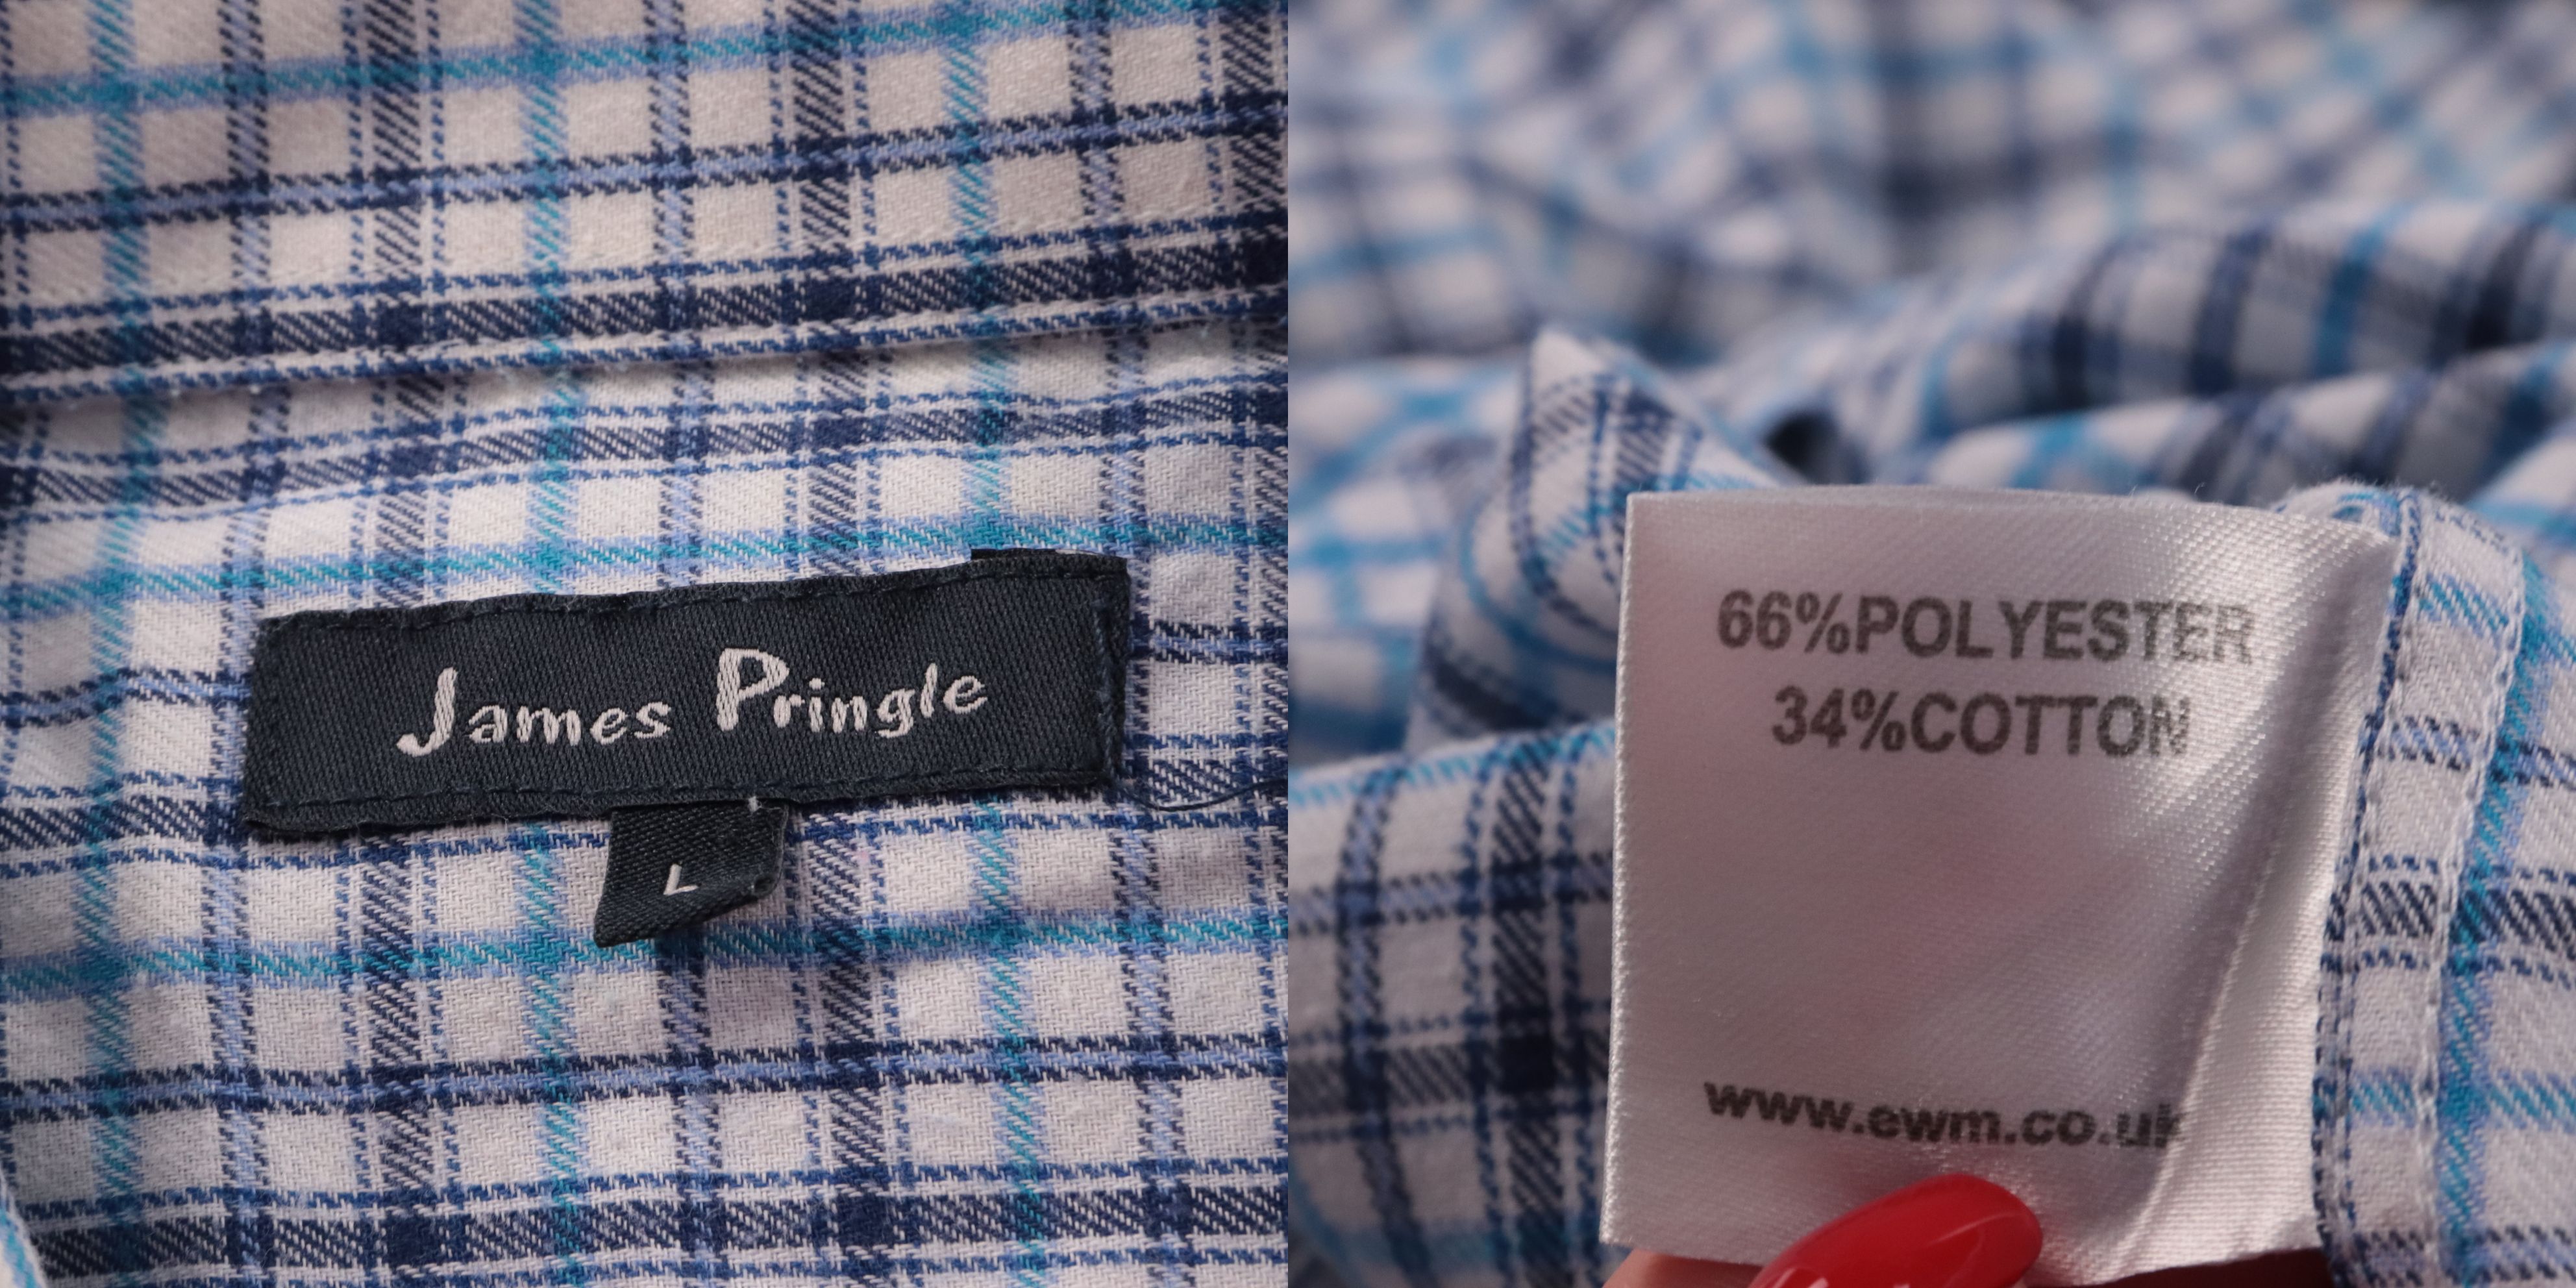 James Pringle
L
66%POLYESTER
34%COTTON
www.ewm.co.uk